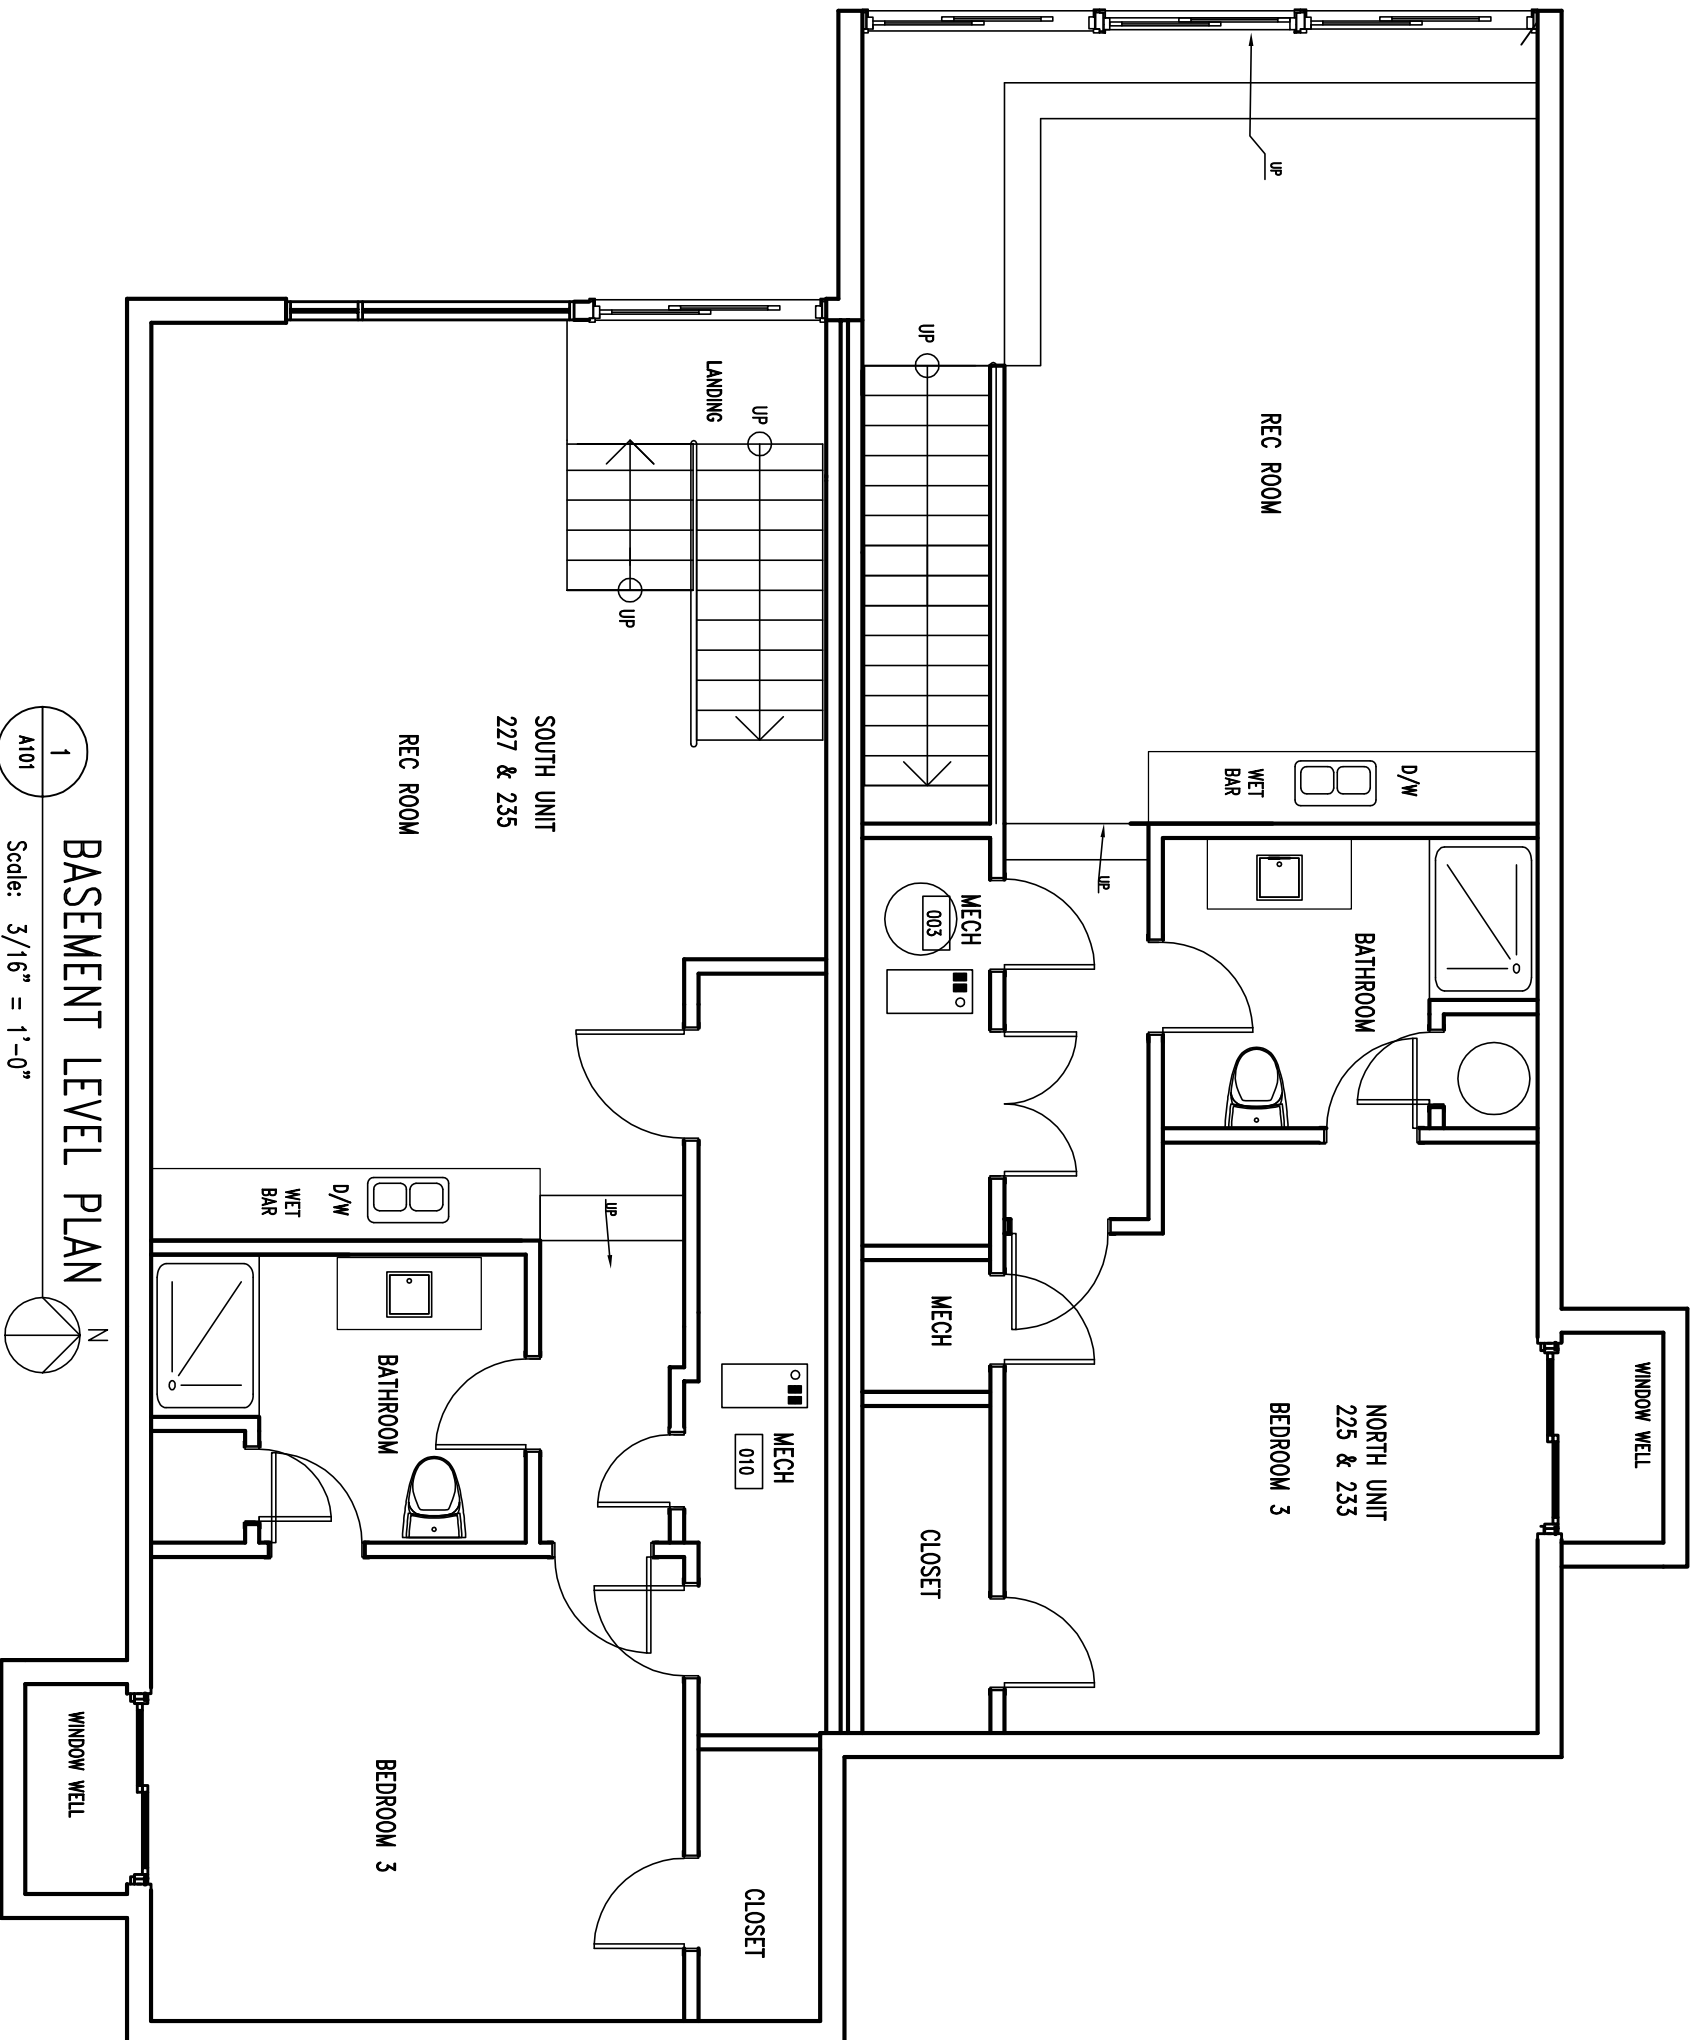 UP
REC ROOM
UP
D/W
WET
BAR
UP
BATHROOM
MECH
003
MECH
NORTH UNIT
225 & 233
BEDROOM 3
CLOSET
WINDOW WELL
LANDING
UP
UP
SOUTH UNIT
227 & 235
REC ROOM
UP
D/W
WET
BAR
BATHROOM
MECH
010
BEDROOM 3
CLOSET
WINDOW WELL
1
A101
BASEMENT LEVEL PLAN
Scale: 3/16" = 1'-0"
N